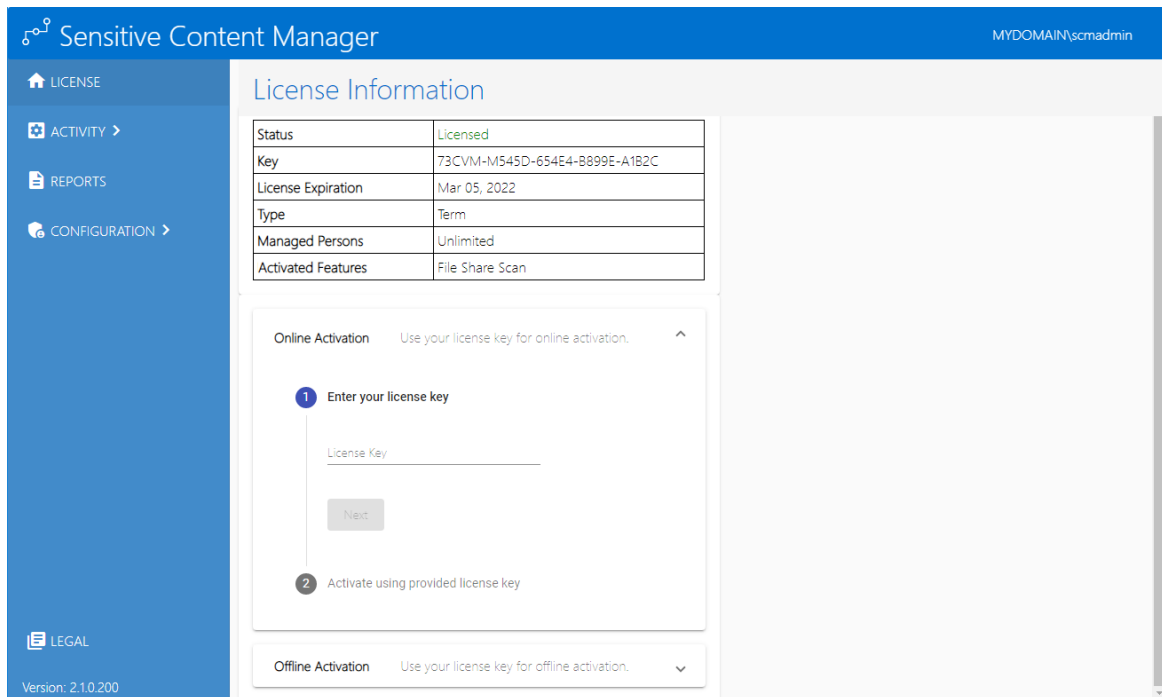 Sensitive Content Manager
MYDOMAIN\scmadmin
LICENSE
ACTIVITY
REPORTS
CONFIGURATION
LEGAL
Version: 2.1.0.200
License Information
Status Licensed
Key 73CVM-M545D-654E4-B899E-A1B2C
License Expiration Mar 05, 2022
Type Term
Managed Persons Unlimited
Activated Features File Share Scan
Online Activation Use your license key for online activation.
1 Enter your license key
License Key
Next
2 Activate using provided license key
Offline Activation Use your license key for offline activation.